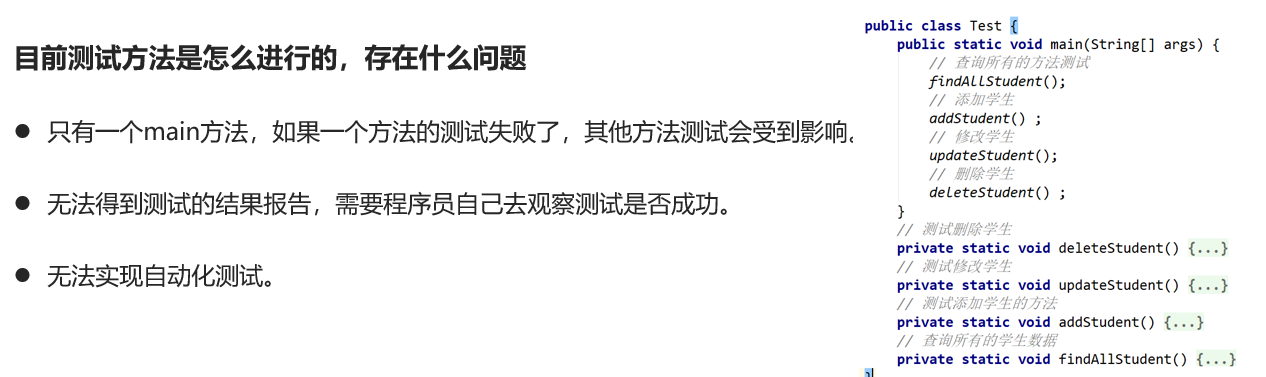 目前测试方法是怎么进行的，存在什么问题
● 只有一个main方法，如果一个方法的测试失败了，其他方法测试会受到影响。
● 无法得到测试的结果报告，需要程序员自己去观察测试是否成功。
● 无法实现自动化测试。
public class Test {
public static void main(String[] args) {
// 查询所有的方法测试
findAllStudent();
// 添加学生
addStudent() ;
// 修改学生
updateStudent();
// 删除学生
deleteStudent() ;
}
// 测试删除学生
private static void deleteStudent() {...}
// 测试修改学生
private static void updateStudent() {...}
// 测试添加学生的方法
private static void addStudent() {...}
// 查询所有的学生数据
private static void findAllStudent() {...}
}